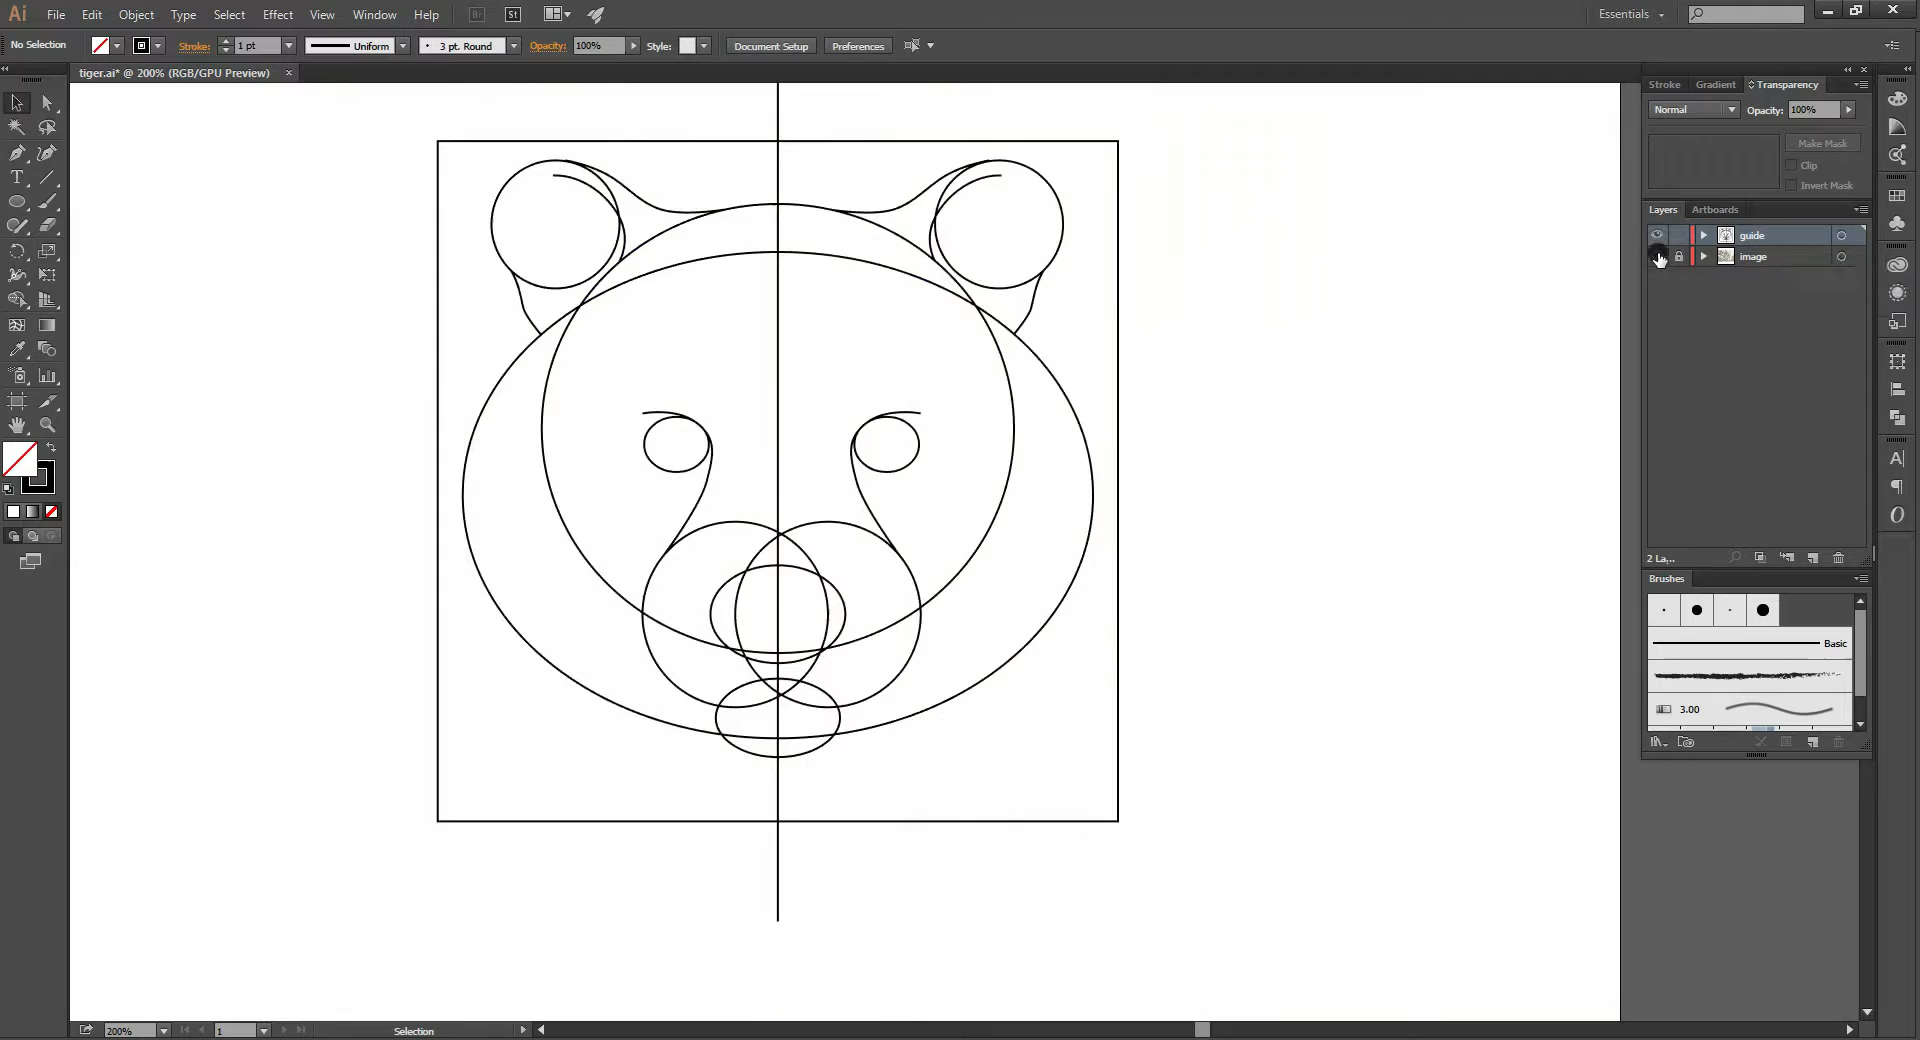 Ai File Edit Object Type Select Effect View Window Help Br St Essentials
No Selection Stroke: 1 pt Uniform 3 pt. Round Opacity: 100% Style: Document Setup Preferences
tiger.ai* @ 200% (RGB/GPU Preview)
Stroke Gradient Transparency
Normal Opacity: 100%
Make Mask
Clip
Invert Mask
Layers Artboards
guide
image
2 La...
Brushes
Basic
3.00
200% 1 Selection